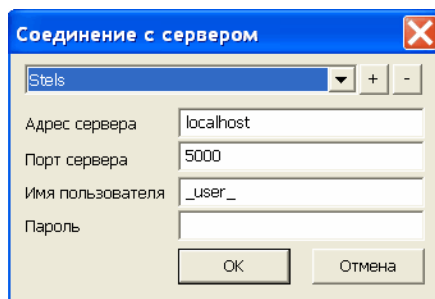 Соединение с сервером
Stels + -
Адрес сервера localhost
Порт сервера 5000
Имя пользователя _user_
Пароль
OK Отмена